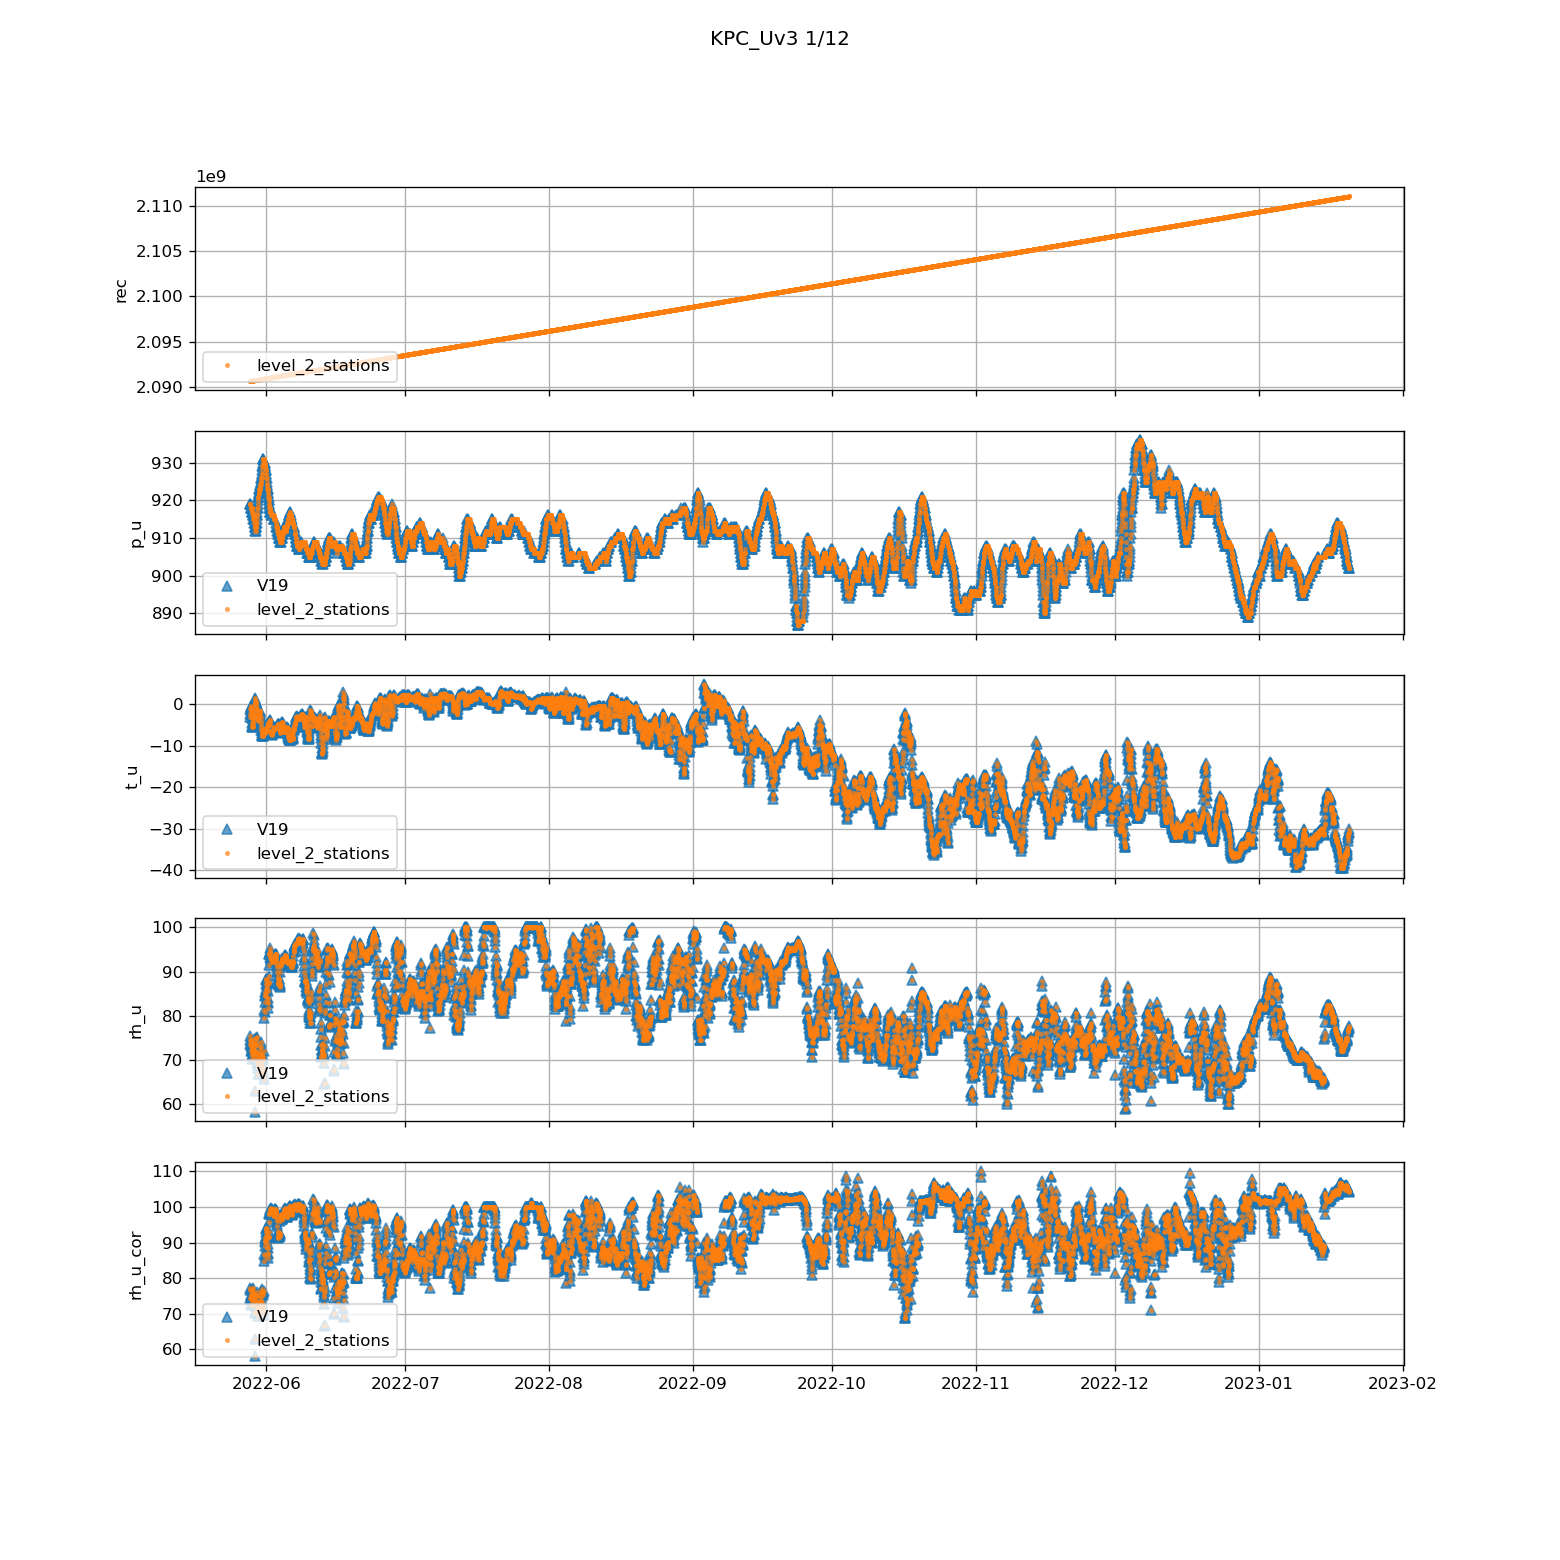 KPC_Uv3 1/12
1e9
2.110
2.105
2.100
2.095
2.090
rec
level_2_stations
930
920
910
900
890
p_u
V19
level_2_stations
0
−10
−20
−30
−40
t_u
V19
level_2_stations
100
90
80
70
60
rh_u
V19
level_2_stations
110
100
90
80
70
60
rh_u_cor
V19
level_2_stations
2022-06 2022-07 2022-08 2022-09 2022-10 2022-11 2022-12 2023-01 2023-02